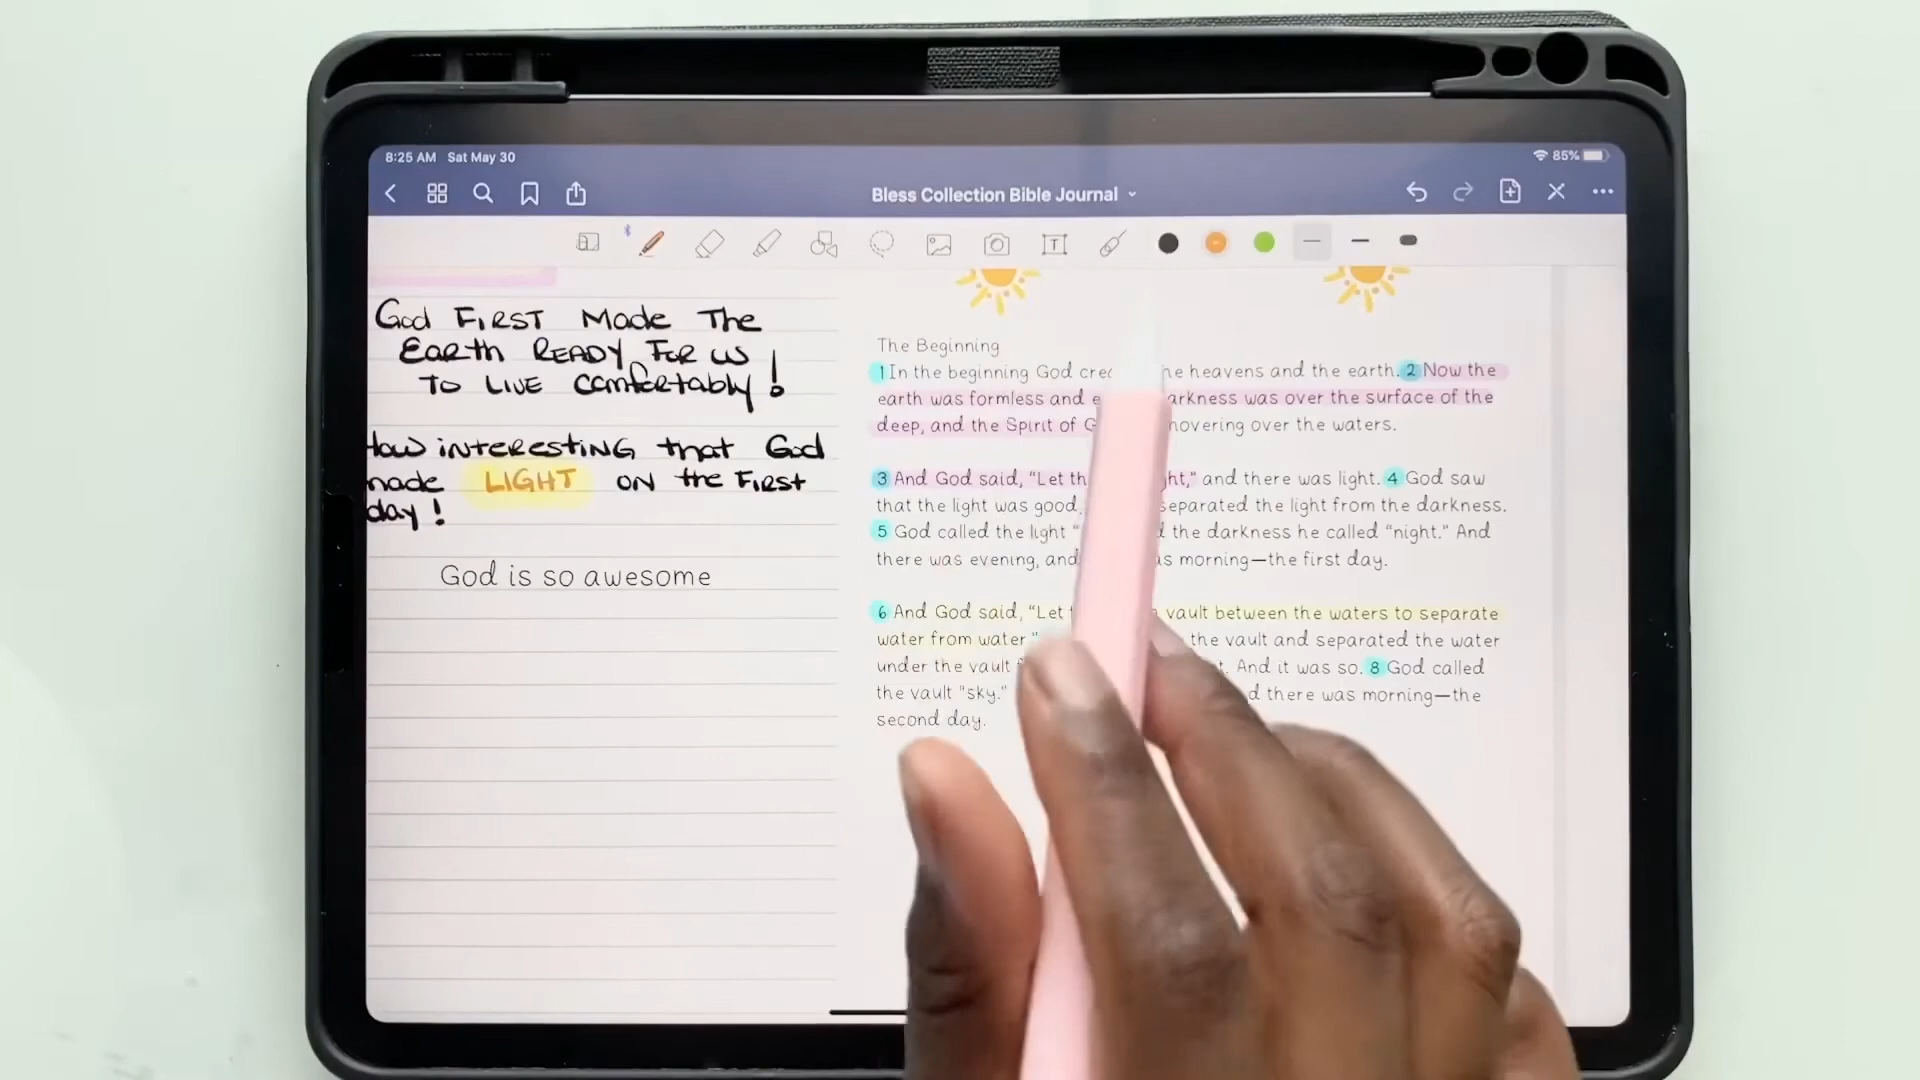 8:25 AM Sat May 30
85%
Bless Collection Bible Journal
God FIRST Made The
Earth READY For us
To LIVE comfortably!
How interesting that God
made LIGHT on the First
day!
God is so awesome
The Beginning
1 In the beginning God he heavens and the earth. 2 Now the
earth was formless and arkness was over the surface of the
deep, and the Spirit of hovering over the waters.
3 And God said, "Let ght," and there was light. 4 God saw
that the light was good, separated the light from the darkness.
5 God called the light " the darkness he called "night." And
there was evening, and as morning—the first day.
6 And God said, "Let vault between the waters to separate
water from water." the vault and separated the water
under the vault And it was so. 8 God called
the vault "sky." there was morning—the
second day.